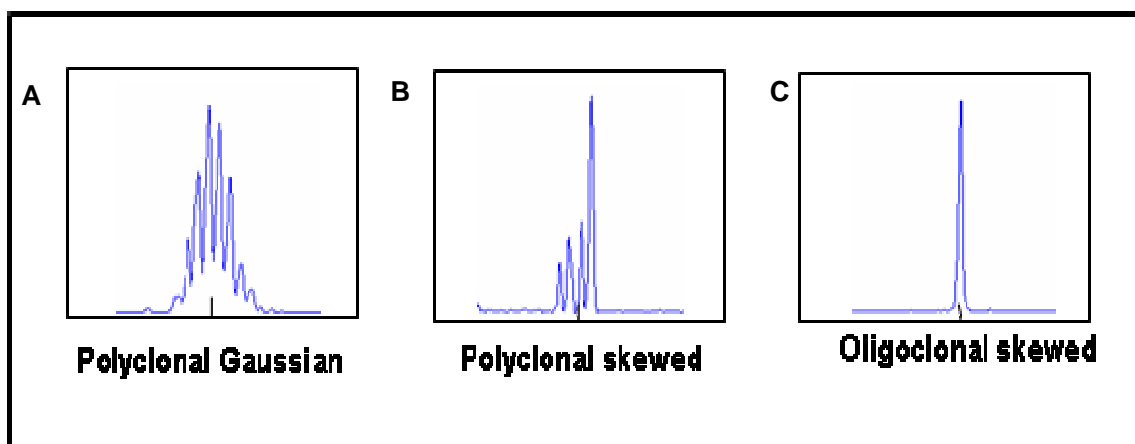 A
B
C
Polyclonal Gaussian
Polyclonal skewed
Oligoclonal skewed